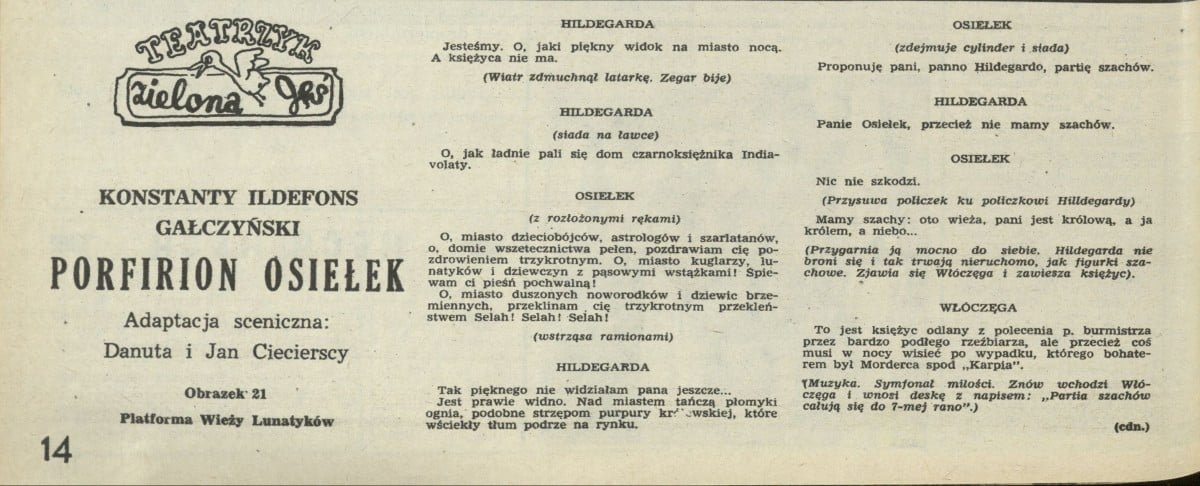 TEATRZYK
Zielona Gęś
KONSTANTY ILDEFONS
GAŁCZYŃSKI
PORFIRION OSIEŁEK
Adaptacja sceniczna:
Danuta i Jan Ciecierscy
Obrazek 21
Platforma Wieży Lunatyków
14
HILDEGARDA
Jesteśmy. O, jaki piękny widok na miasto nocą.
A księżyca nie ma.
(Wiatr zdmuchnął latarkę. Zegar bije)
HILDEGARDA
(siada na ławce)
O, jak ładnie pali się dom czarnoksiężnika India-
volaty.
OSIEŁEK
(z rozłożonymi rękami)
O, miasto dzieciobójców, astrologów i szarlatanów,
o, domie wszetecznictwa pełen, pozdrawiam cię po-
zdrowieniem trzykrotnym. O, miasto kuglarzy, lu-
natyków i dziewczyn z pąsowymi wstążkami! Śpie-
wam ci pieśń pochwalną!
O, miasto duszonych noworodków i dziewic brze-
miennych, przeklinam cię trzykrotnym przekleń-
stwem Selah! Selah! Selah!
(wstrząsa ramionami)
HILDEGARDA
Tak pięknego nie widziałam pana jeszcze...
Jest prawie widno. Nad miastem tańczą płomyki
ognia, podobne strzępom purpury królewskiej, które
wściekły tłum podrze na rynku.
OSIEŁEK
(zdejmuje cylinder i siada)
Proponuję pani, panno Hildegardo, partię szachów.
HILDEGARDA
Panie Osiełek, przecież nie mamy szachów.
OSIEŁEK
Nic nie szkodzi.
(Przysuwa policzek ku policzkowi Hilldegardy)
Mamy szachy: oto wieża, pani jest królową, a ja
królem, a niebo...
(Przygarnia ją mocno do siebie. Hildegarda nie
broni się i tak trwają nieruchomo, jak figurki sza-
chowe. Zjawia się Włóczęga i zawiesza księżyc).
WŁÓCZĘGA
To jest księżyc odlany z polecenia p. burmistrza
przez bardzo podłego rzeźbiarza, ale przecież coś
musi w nocy wisieć po wypadku, którego bohate-
rem był Morderca spod „Karpia".
(Muzyka. Symfonał miłości. Znów wchodzi Włó-
częga i wnosi deskę z napisem: „Partia szachów
całują się do 7-mej rano".)
(cdn.)